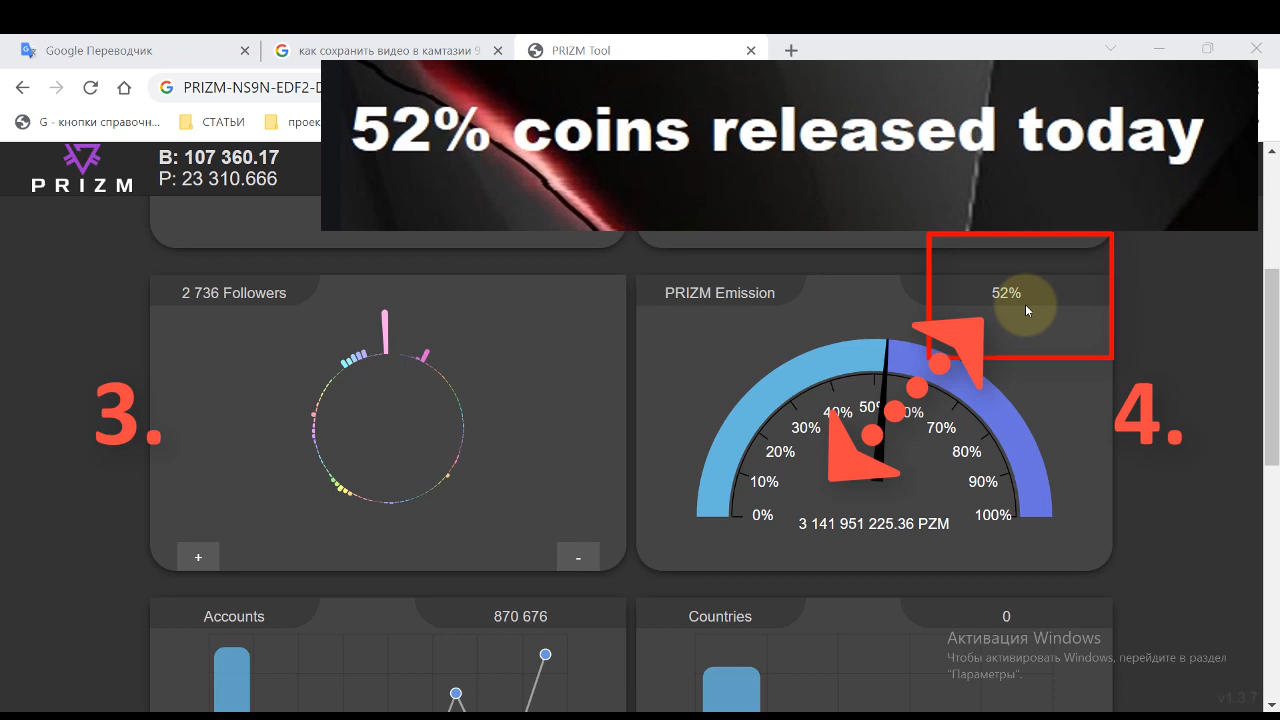 Google Переводчик
как сохранить видео в камтазии 9
PRIZM Tool
PRIZM-NS9N-EDF2-D
G - кнопки справочн...
СТАТЬИ
проек
52% coins released today
PRIZM
B: 107 360.17
P: 23 310.666
2 736 Followers
PRIZM Emission
52%
3.
4.
0%
10%
20%
30%
40%
50%
70%
80%
90%
100%
3 141 951 225.36 PZM
+
-
Accounts
870 676
Countries
0
Активация Windows
Чтобы активировать Windows, перейдите в раздел
"Параметры".
v1.3.7